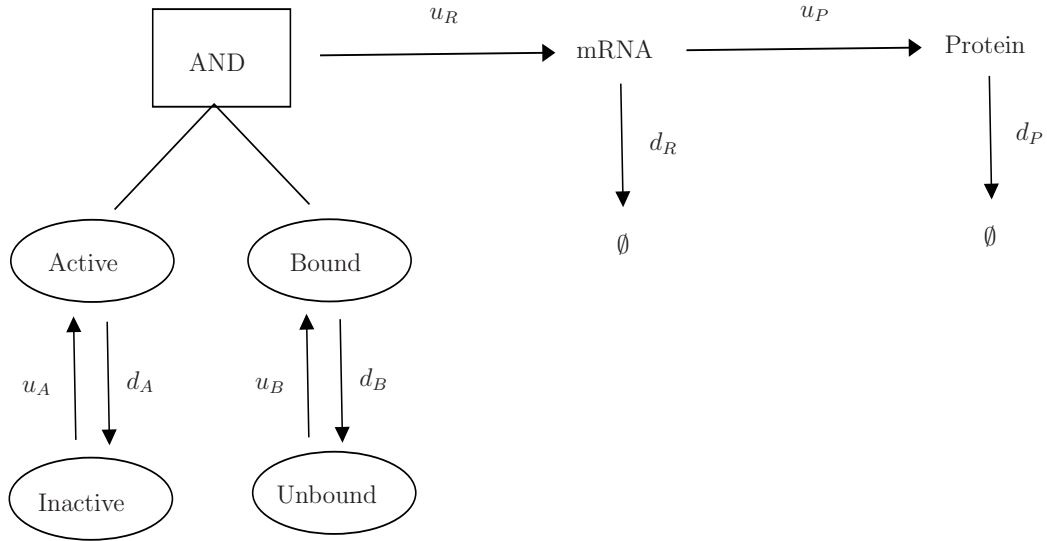 u_R
u_P
AND
mRNA
Protein
d_R
d_P
∅
∅
Active
Bound
u_A
d_A
u_B
d_B
Inactive
Unbound